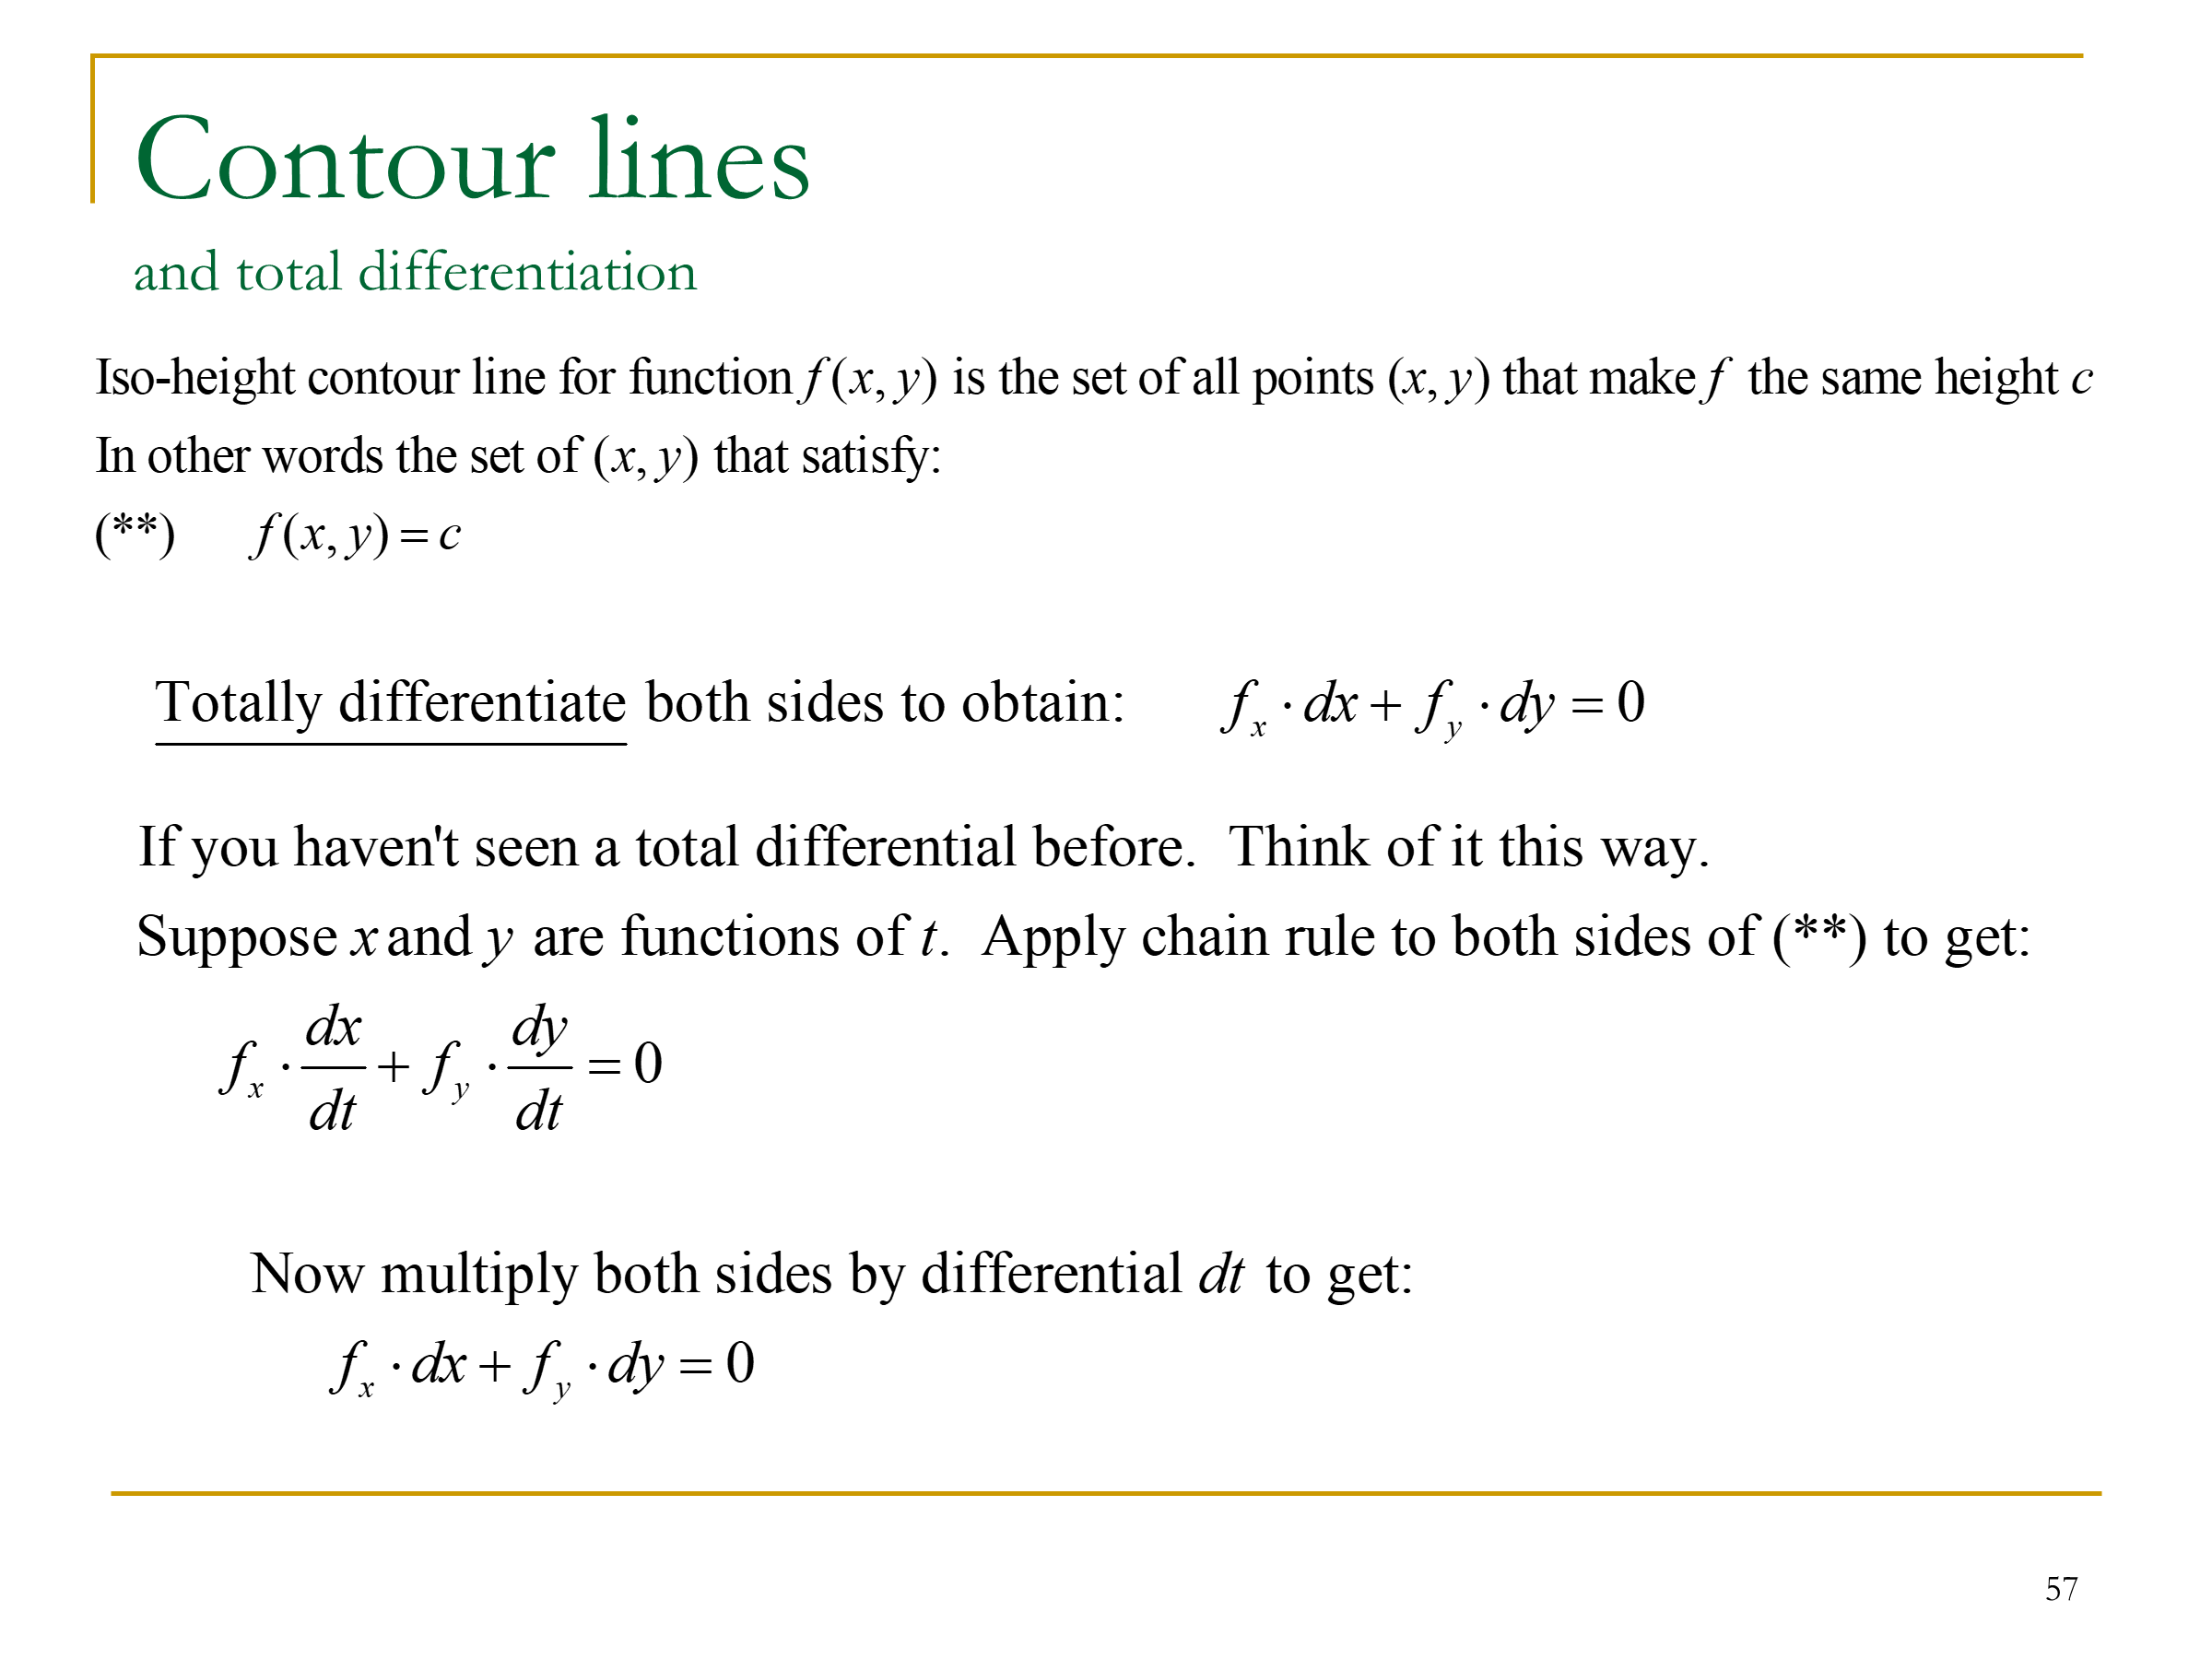 Contour lines
and total differentiation
Iso-height contour line for function f(x, y) is the set of all points (x, y) that make f the same height c
In other words the set of (x, y) that satisfy:
(**) f(x, y) = c
Totally differentiate both sides to obtain: f_x · dx + f_y · dy = 0
If you haven't seen a total differential before. Think of it this way.
Suppose x and y are functions of t. Apply chain rule to both sides of (**) to get:
f_x · dx/dt + f_y · dy/dt = 0
Now multiply both sides by differential dt to get:
f_x · dx + f_y · dy = 0
57